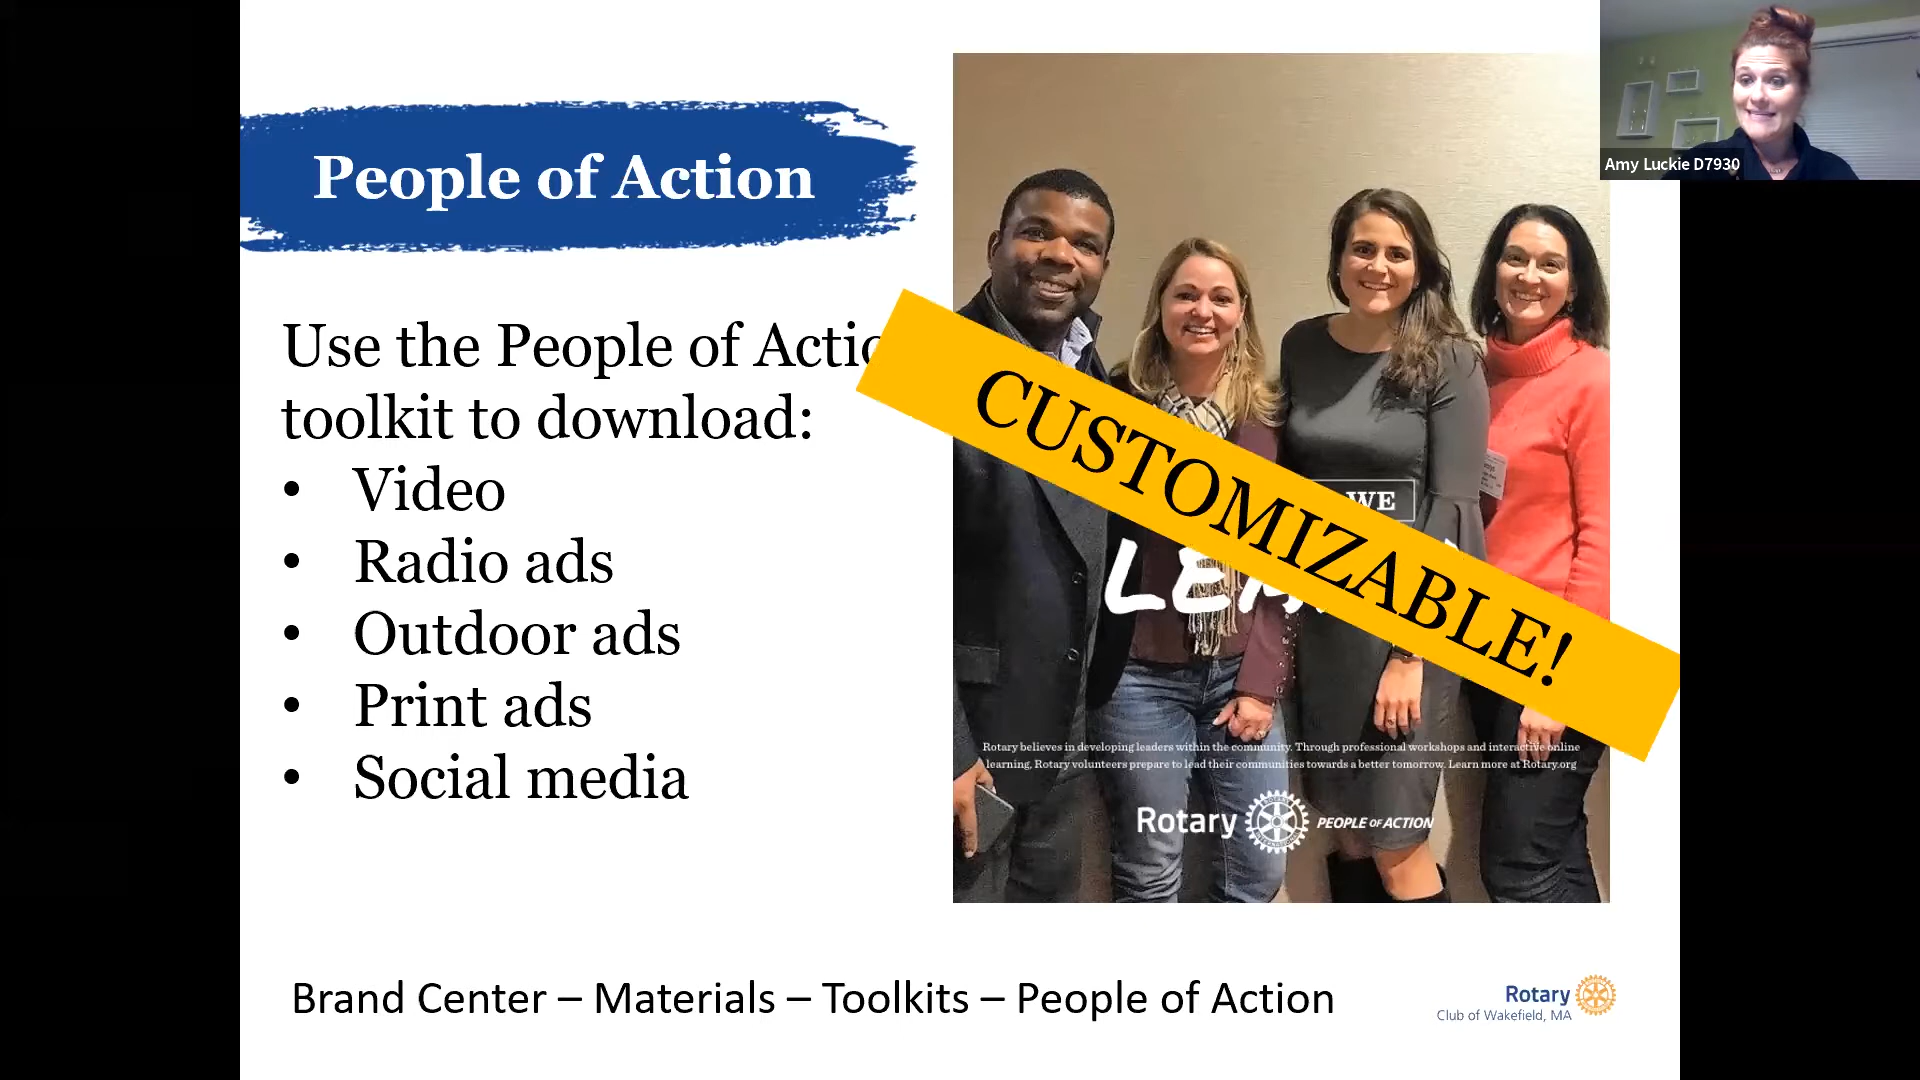 People of Action
Amy Luckie D7930
Use the People of
toolkit to download:
• Video
• Radio ads
• Outdoor ads
• Print ads
• Social media
CUSTOMIZABLE!
WE
Rotary believes in developing leaders within the community. Through professional workshops and interactive online
learning, Rotary volunteers prepare to lead their communities towards a better tomorrow. Learn more at Rotary.org
Rotary PEOPLE OF ACTION
Brand Center – Materials – Toolkits – People of Action
Rotary
Club of Wakefield, MA